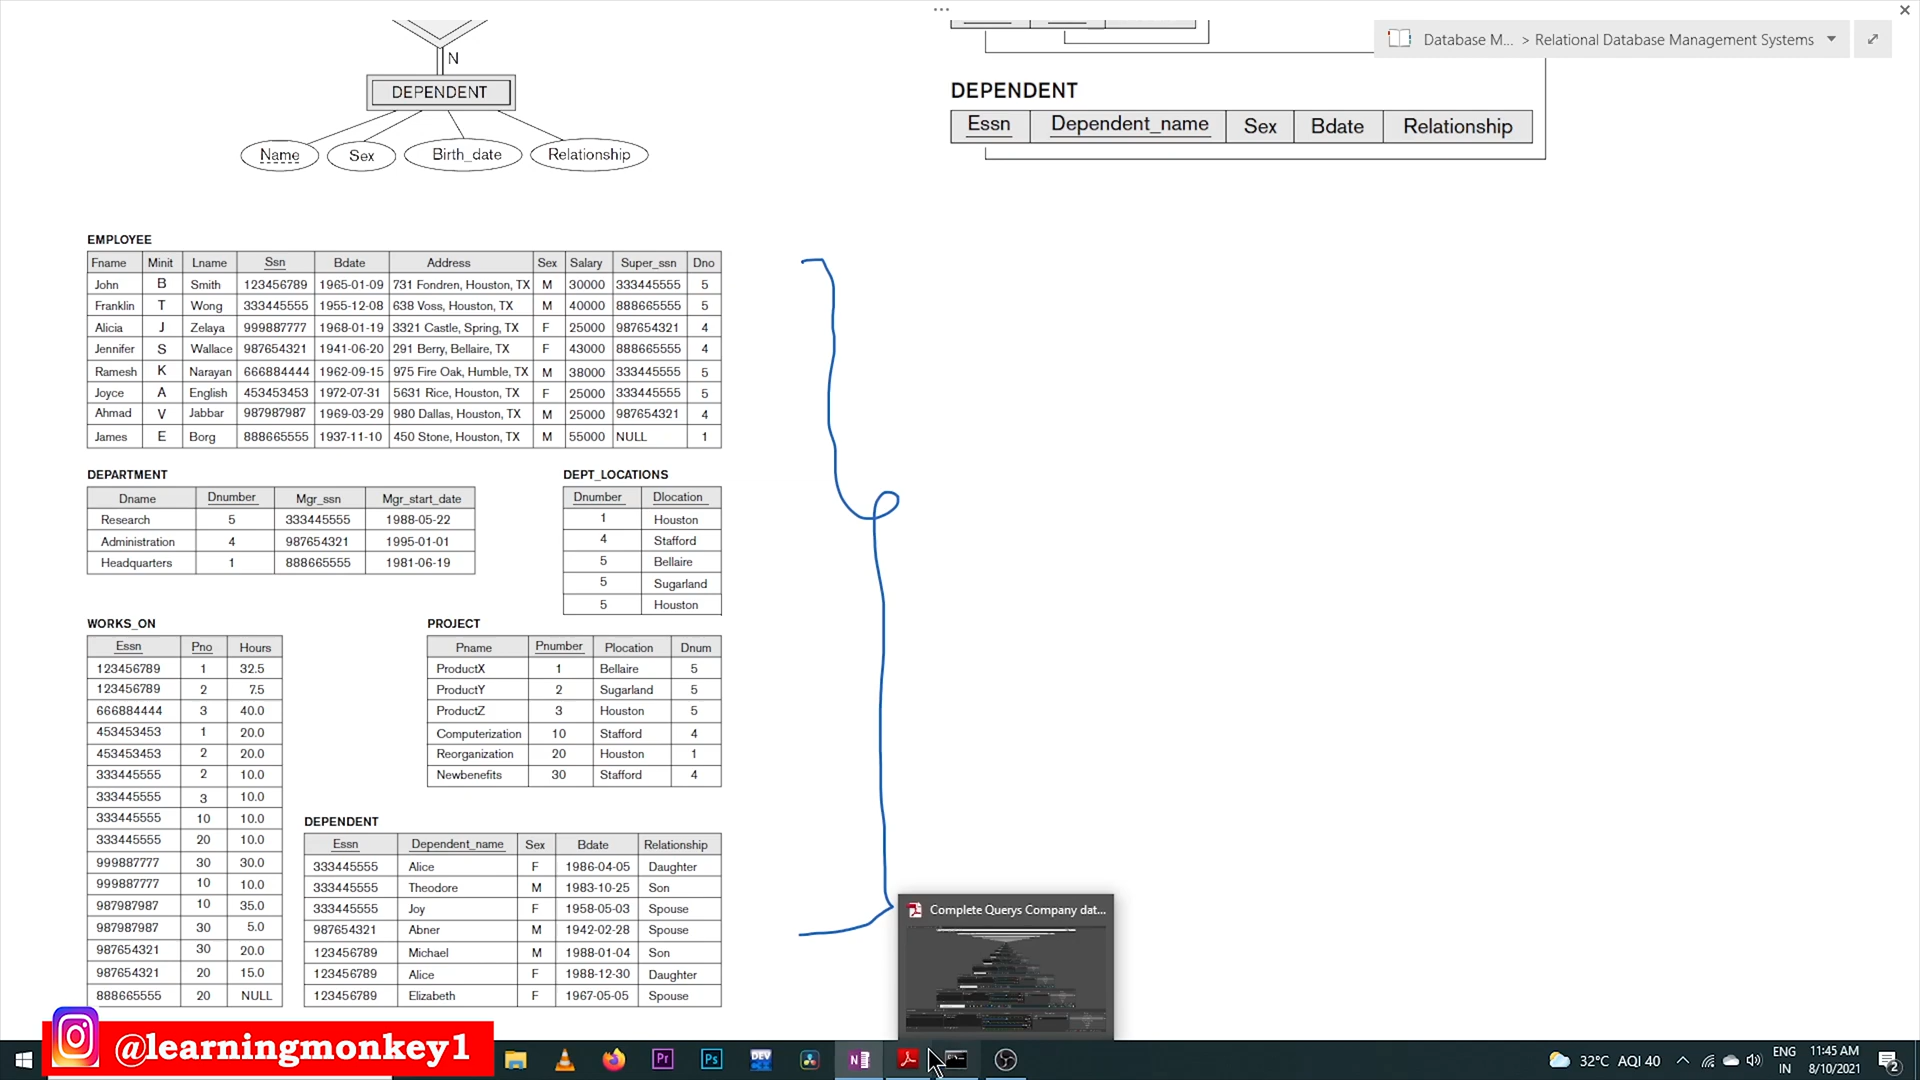 Database M... > Relational Database Management Systems
N
DEPENDENT
Name Sex Birth_date Relationship
DEPENDENT
Essn Dependent_name Sex Bdate Relationship
EMPLOYEE
Fname Minit Lname Ssn Bdate Address Sex Salary Super_ssn Dno
John B Smith 123456789 1965-01-09 731 Fondren, Houston, TX M 30000 333445555 5
Franklin T Wong 333445555 1955-12-08 638 Voss, Houston, TX M 40000 888665555 5
Alicia J Zelaya 999887777 1968-01-19 3321 Castle, Spring, TX F 25000 987654321 4
Jennifer S Wallace 987654321 1941-06-20 291 Berry, Bellaire, TX F 43000 888665555 4
Ramesh K Narayan 666884444 1962-09-15 975 Fire Oak, Humble, TX M 38000 333445555 5
Joyce A English 453453453 1972-07-31 5631 Rice, Houston, TX F 25000 333445555 5
Ahmad V Jabbar 987987987 1969-03-29 980 Dallas, Houston, TX M 25000 987654321 4
James E Borg 888665555 1937-11-10 450 Stone, Houston, TX M 55000 NULL 1
DEPARTMENT
Dname Dnumber Mgr_ssn Mgr_start_date
Research 5 333445555 1988-05-22
Administration 4 987654321 1995-01-01
Headquarters 1 888665555 1981-06-19
DEPT_LOCATIONS
Dnumber Dlocation
1 Houston
4 Stafford
5 Bellaire
5 Sugarland
5 Houston
WORKS_ON
Essn Pno Hours
123456789 1 32.5
123456789 2 7.5
666884444 3 40.0
453453453 1 20.0
453453453 2 20.0
333445555 2 10.0
333445555 3 10.0
333445555 10 10.0
333445555 20 10.0
999887777 30 30.0
999887777 10 10.0
987987987 10 35.0
987987987 30 5.0
987654321 30 20.0
987654321 20 15.0
888665555 20 NULL
PROJECT
Pname Pnumber Plocation Dnum
ProductX 1 Bellaire 5
ProductY 2 Sugarland 5
ProductZ 3 Houston 5
Computerization 10 Stafford 4
Reorganization 20 Houston 1
Newbenefits 30 Stafford 4
DEPENDENT
Essn Dependent_name Sex Bdate Relationship
333445555 Alice F 1986-04-05 Daughter
333445555 Theodore M 1983-10-25 Son
333445555 Joy F 1958-05-03 Spouse
987654321 Abner M 1942-02-28 Spouse
123456789 Michael M 1988-01-04 Son
123456789 Alice F 1988-12-30 Daughter
123456789 Elizabeth F 1967-05-05 Spouse
Complete Querys Company dat...
@learningmonkey1
Pr Ps DEV N
32°C AQI 40
ENG
IN
11:45 AM
8/10/2021
2